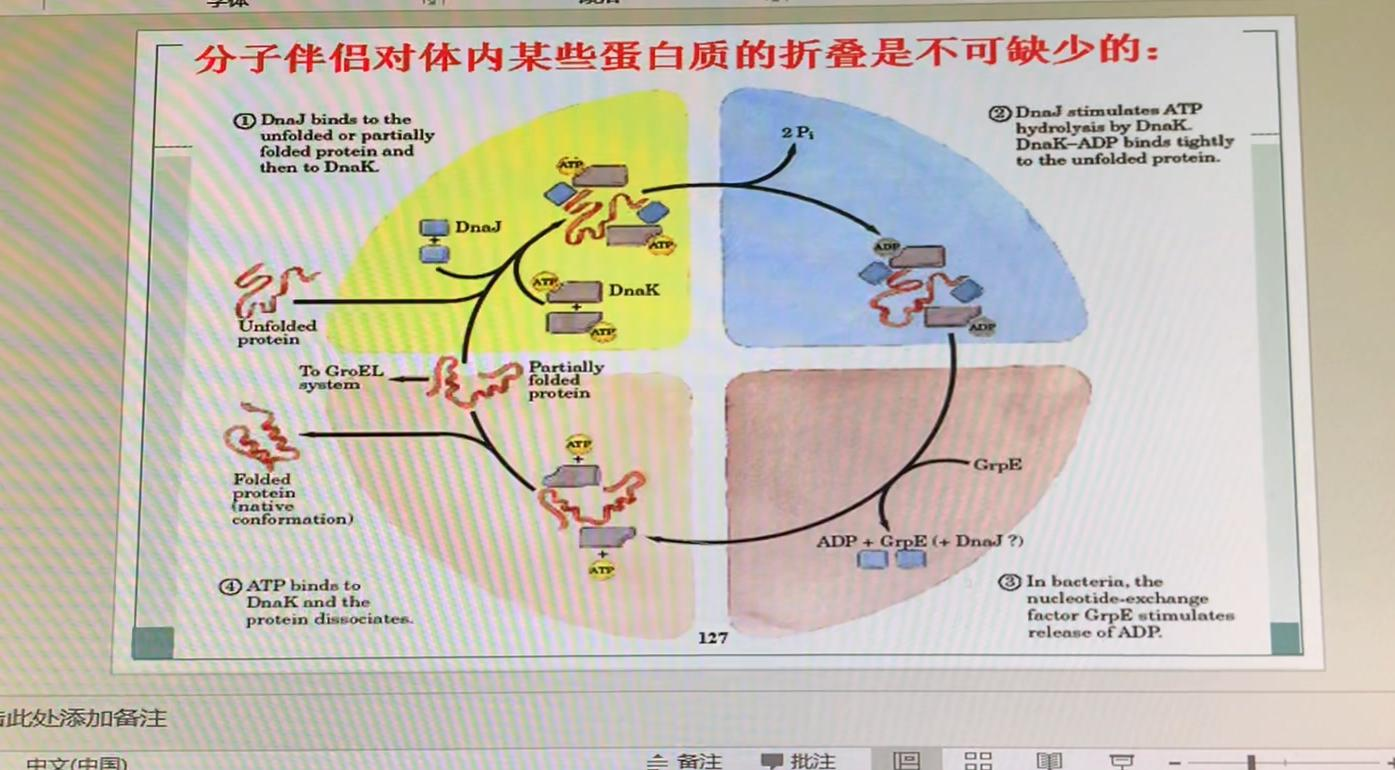 分子伴侣对体内某些蛋白质的折叠是不可缺少的：
① DnaJ binds to the
unfolded or partially
folded protein and
then to DnaK.
② DnaJ stimulates ATP
hydrolysis by DnaK.
DnaK–ADP binds tightly
to the unfolded protein.
2 Pi
ATP
DnaJ
+
ATP
ADP
ATP
DnaK
+
ATP
ADP
Unfolded
protein
To GroEL
system
Partially
folded
protein
ATP
+
GrpE
Folded
protein
(native
conformation)
ADP + GrpE (+ DnaJ ?)
+
ATP
④ ATP binds to
DnaK and the
protein dissociates.
③ In bacteria, the
nucleotide-exchange
factor GrpE stimulates
release of ADP.
127
此处添加备注
中文(中国)
备注
批注